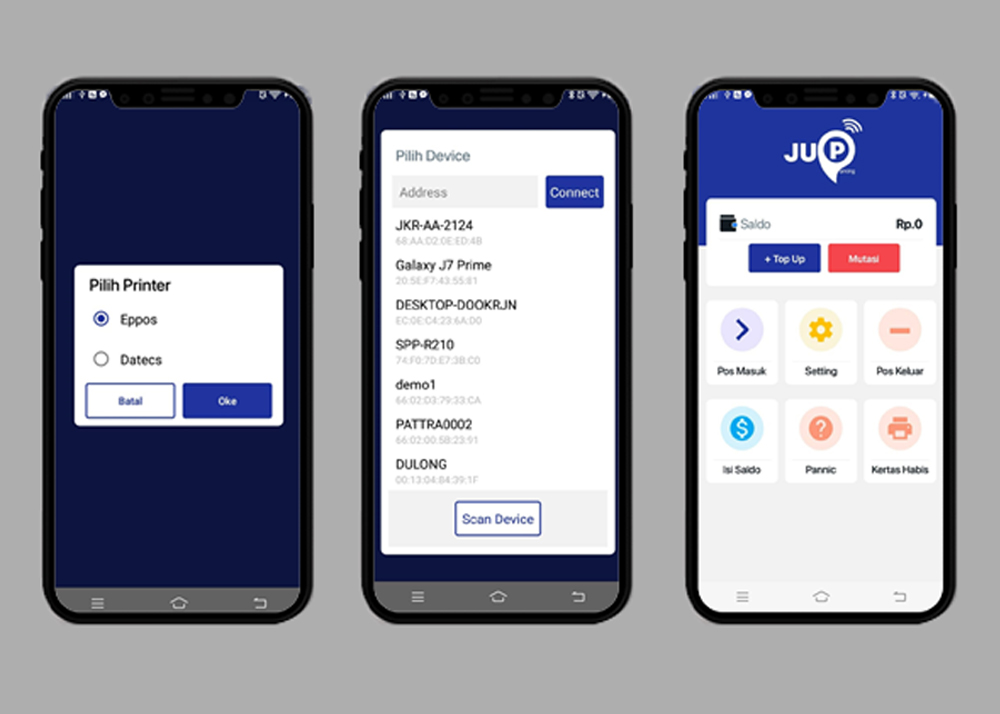 Pilih Printer
Eppos
Datecs
Batal
Oke
Pilih Device
Address
Connect
JKR-AA-2124
68:AA:D2:0E:ED:4B
Galaxy J7 Prime
20:5E:F7:43:55:81
DESKTOP-DOOKRJN
EC:0E:C4:23:6A:D0
SPP-R210
74:F0:7D:E7:3B:C0
demo1
66:02:D3:79:33:CA
PATTRA0002
66:02:00:5B:23:91
DULONG
00:13:04:84:39:1F
Scan Device
JUP
Saldo
Rp.0
+ Top Up
Mutasi
Pos Masuk
Setting
Pos Keluar
Isi Saldo
Pannic
Kertas Habis